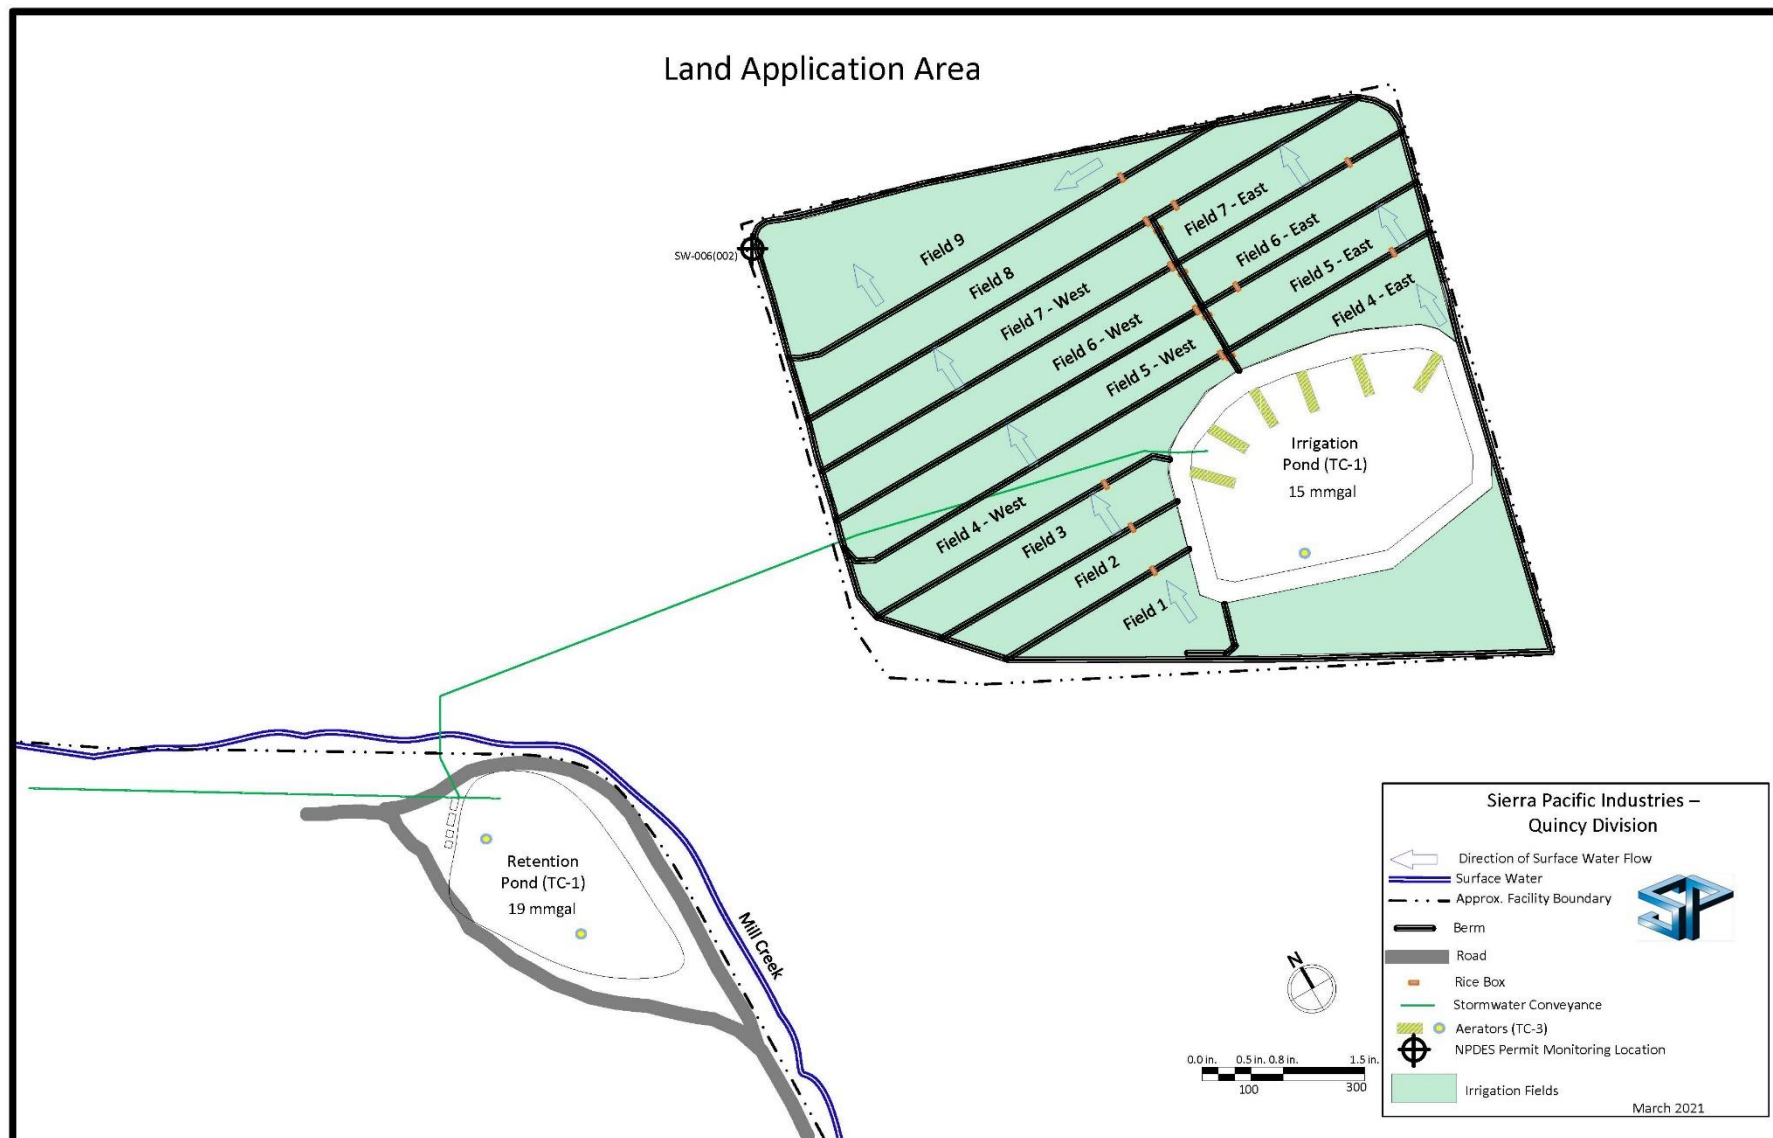 Land Application Area
SW-006(002)
Field 9
Field 8
Field 7 - West
Field 6 - West
Field 5 - West
Field 4 - West
Field 3
Field 2
Field 1
Field 7 - East
Field 6 - East
Field 5 - East
Field 4 - East
Irrigation
Pond (TC-1)
15 mmgal
Retention
Pond (TC-1)
19 mmgal
Mill Creek
N
0.0 in. 0.5 in. 0.8 in. 1.5 in.
100 300
Sierra Pacific Industries –
Quincy Division
Direction of Surface Water Flow
Surface Water
Approx. Facility Boundary
Berm
Road
Rice Box
Stormwater Conveyance
Aerators (TC-3)
NPDES Permit Monitoring Location
Irrigation Fields
SP
March 2021